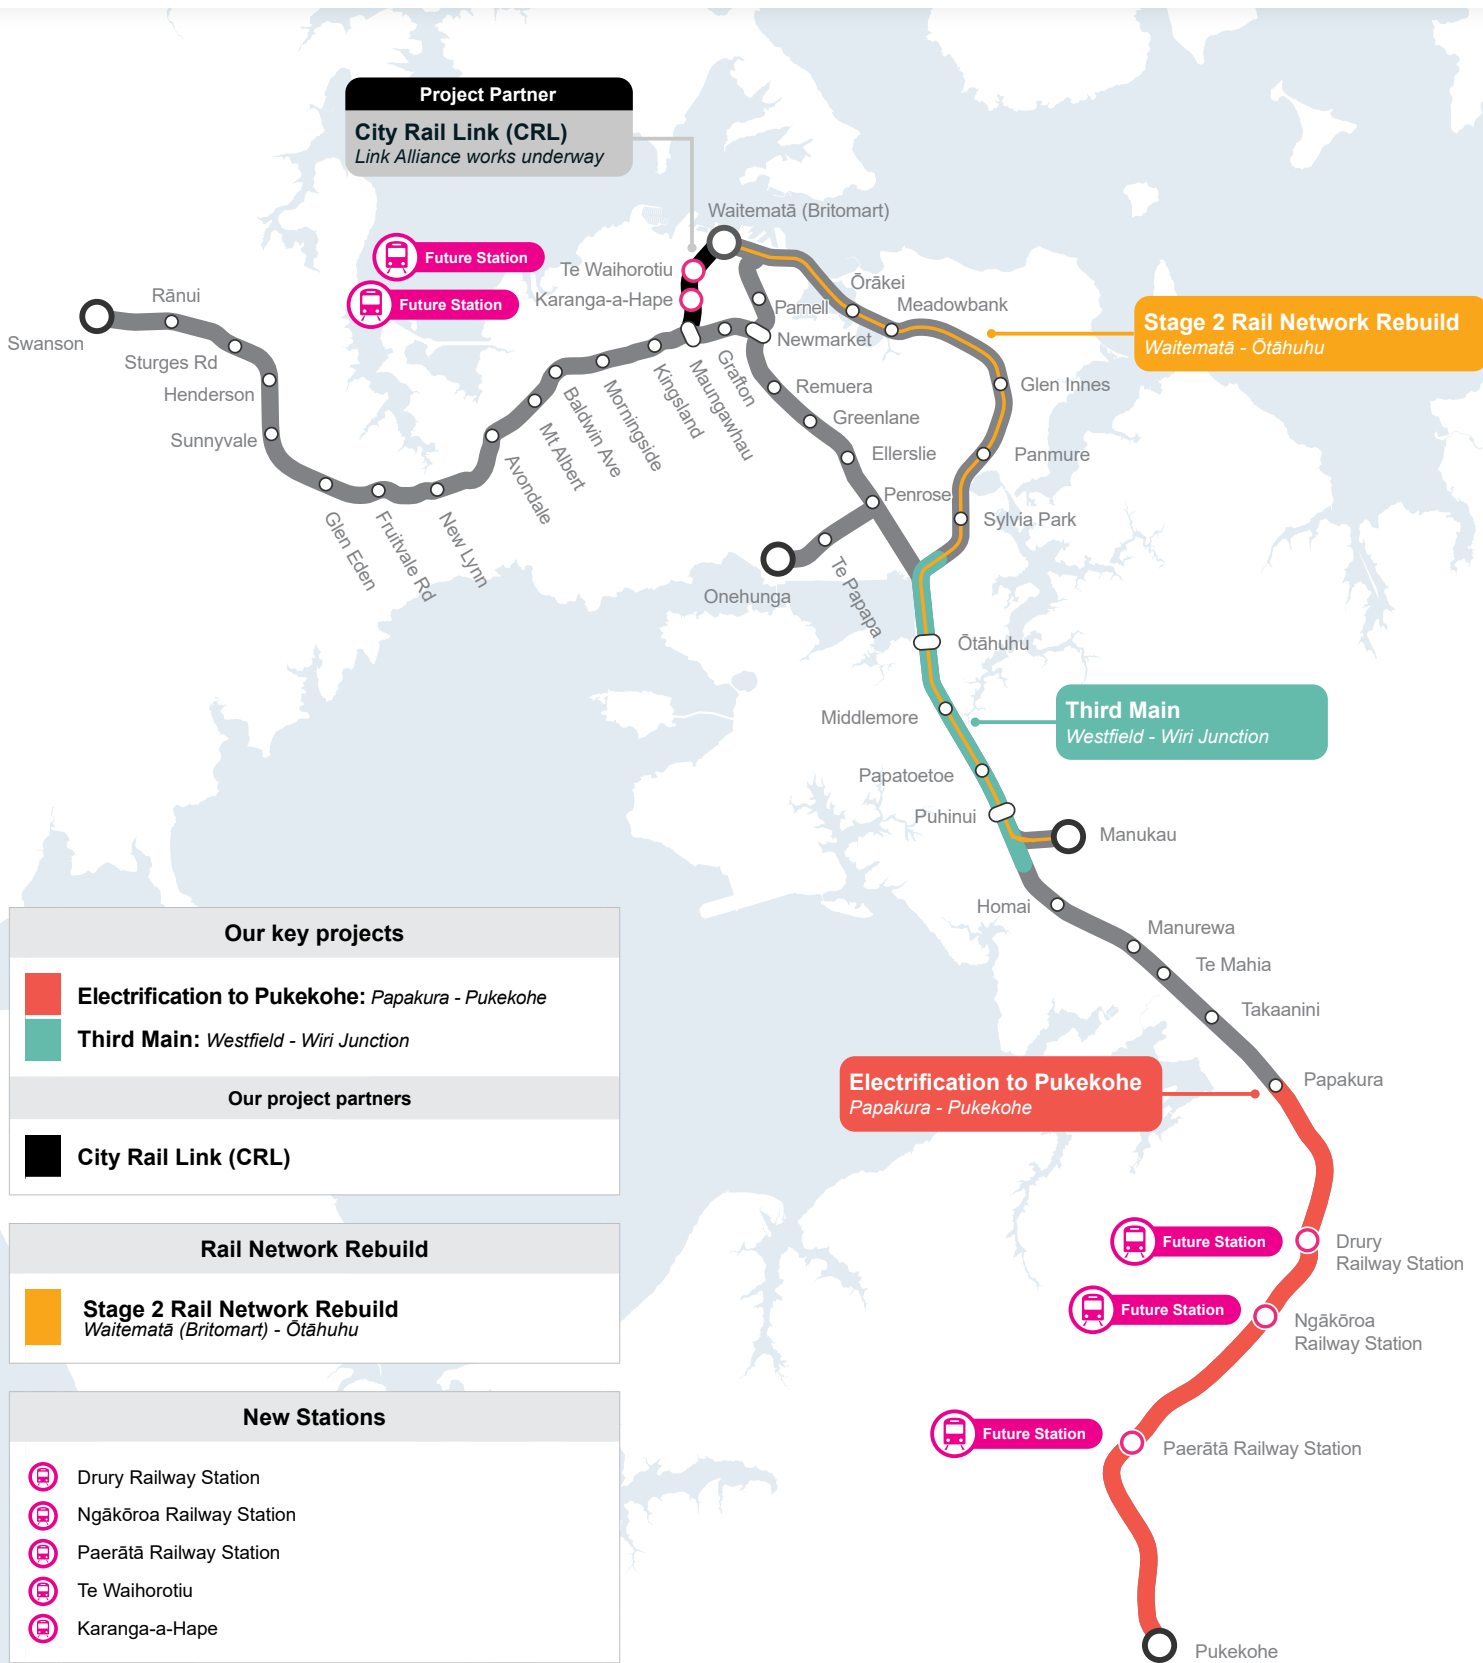 Project Partner
City Rail Link (CRL)
Link Alliance works underway
Waitematā (Britomart)
Future Station
Te Waihorotiu
Future Station
Karanga-a-Hape
Parnell
Ōrākei
Meadowbank
Newmarket
Stage 2 Rail Network Rebuild
Waitematā - Ōtāhuhu
Swanson
Rānui
Sturges Rd
Henderson
Sunnyvale
Glen Eden
Fruitvale Rd
New Lynn
Avondale
Mt Albert
Baldwin Ave
Morningside
Kingsland
Maungawhau
Grafton
Remuera
Greenlane
Ellerslie
Penrose
Glen Innes
Panmure
Sylvia Park
Onehunga
Te Papapa
Ōtāhuhu
Middlemore
Third Main
Westfield - Wiri Junction
Papatoetoe
Puhinui
Manukau
Homai
Manurewa
Te Mahia
Takaanini
Papakura
Electrification to Pukekohe
Papakura - Pukekohe
Future Station
Drury
Railway Station
Future Station
Ngākōroa
Railway Station
Future Station
Paerātā Railway Station
Pukekohe
Our key projects
Electrification to Pukekohe: Papakura - Pukekohe
Third Main: Westfield - Wiri Junction
Our project partners
City Rail Link (CRL)
Rail Network Rebuild
Stage 2 Rail Network Rebuild
Waitematā (Britomart) - Ōtāhuhu
New Stations
Drury Railway Station
Ngākōroa Railway Station
Paerātā Railway Station
Te Waihorotiu
Karanga-a-Hape